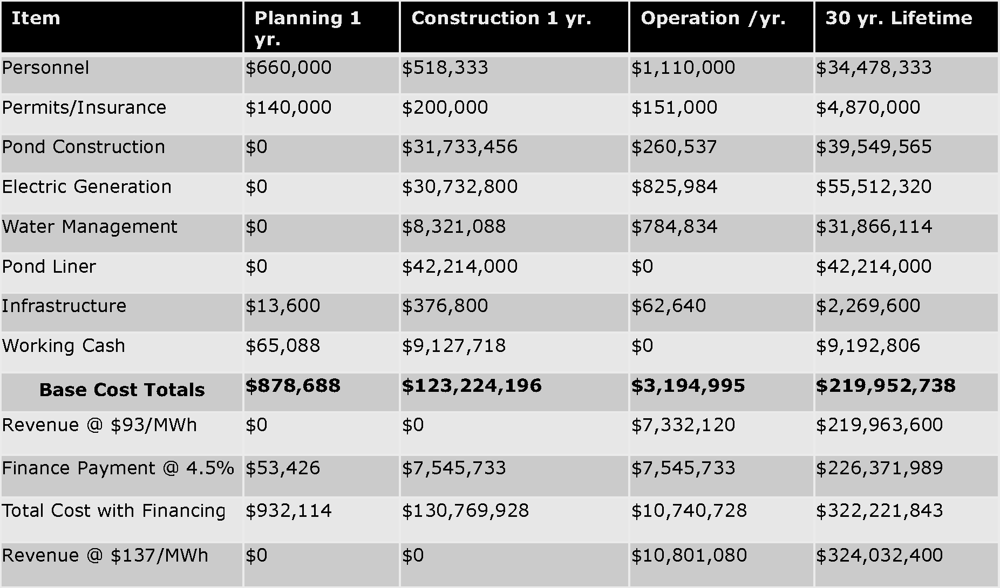 Item Planning 1 yr. Construction 1 yr. Operation /yr. 30 yr. Lifetime
Personnel $660,000 $518,333 $1,110,000 $34,478,333
Permits/Insurance $140,000 $200,000 $151,000 $4,870,000
Pond Construction $0 $31,733,456 $260,537 $39,549,565
Electric Generation $0 $30,732,800 $825,984 $55,512,320
Water Management $0 $8,321,088 $784,834 $31,866,114
Pond Liner $0 $42,214,000 $0 $42,214,000
Infrastructure $13,600 $376,800 $62,640 $2,269,600
Working Cash $65,088 $9,127,718 $0 $9,192,806
Base Cost Totals $878,688 $123,224,196 $3,194,995 $219,952,738
Revenue @ $93/MWh $0 $0 $7,332,120 $219,963,600
Finance Payment @ 4.5% $53,426 $7,545,733 $7,545,733 $226,371,989
Total Cost with Financing $932,114 $130,769,928 $10,740,728 $322,221,843
Revenue @ $137/MWh $0 $0 $10,801,080 $324,032,400